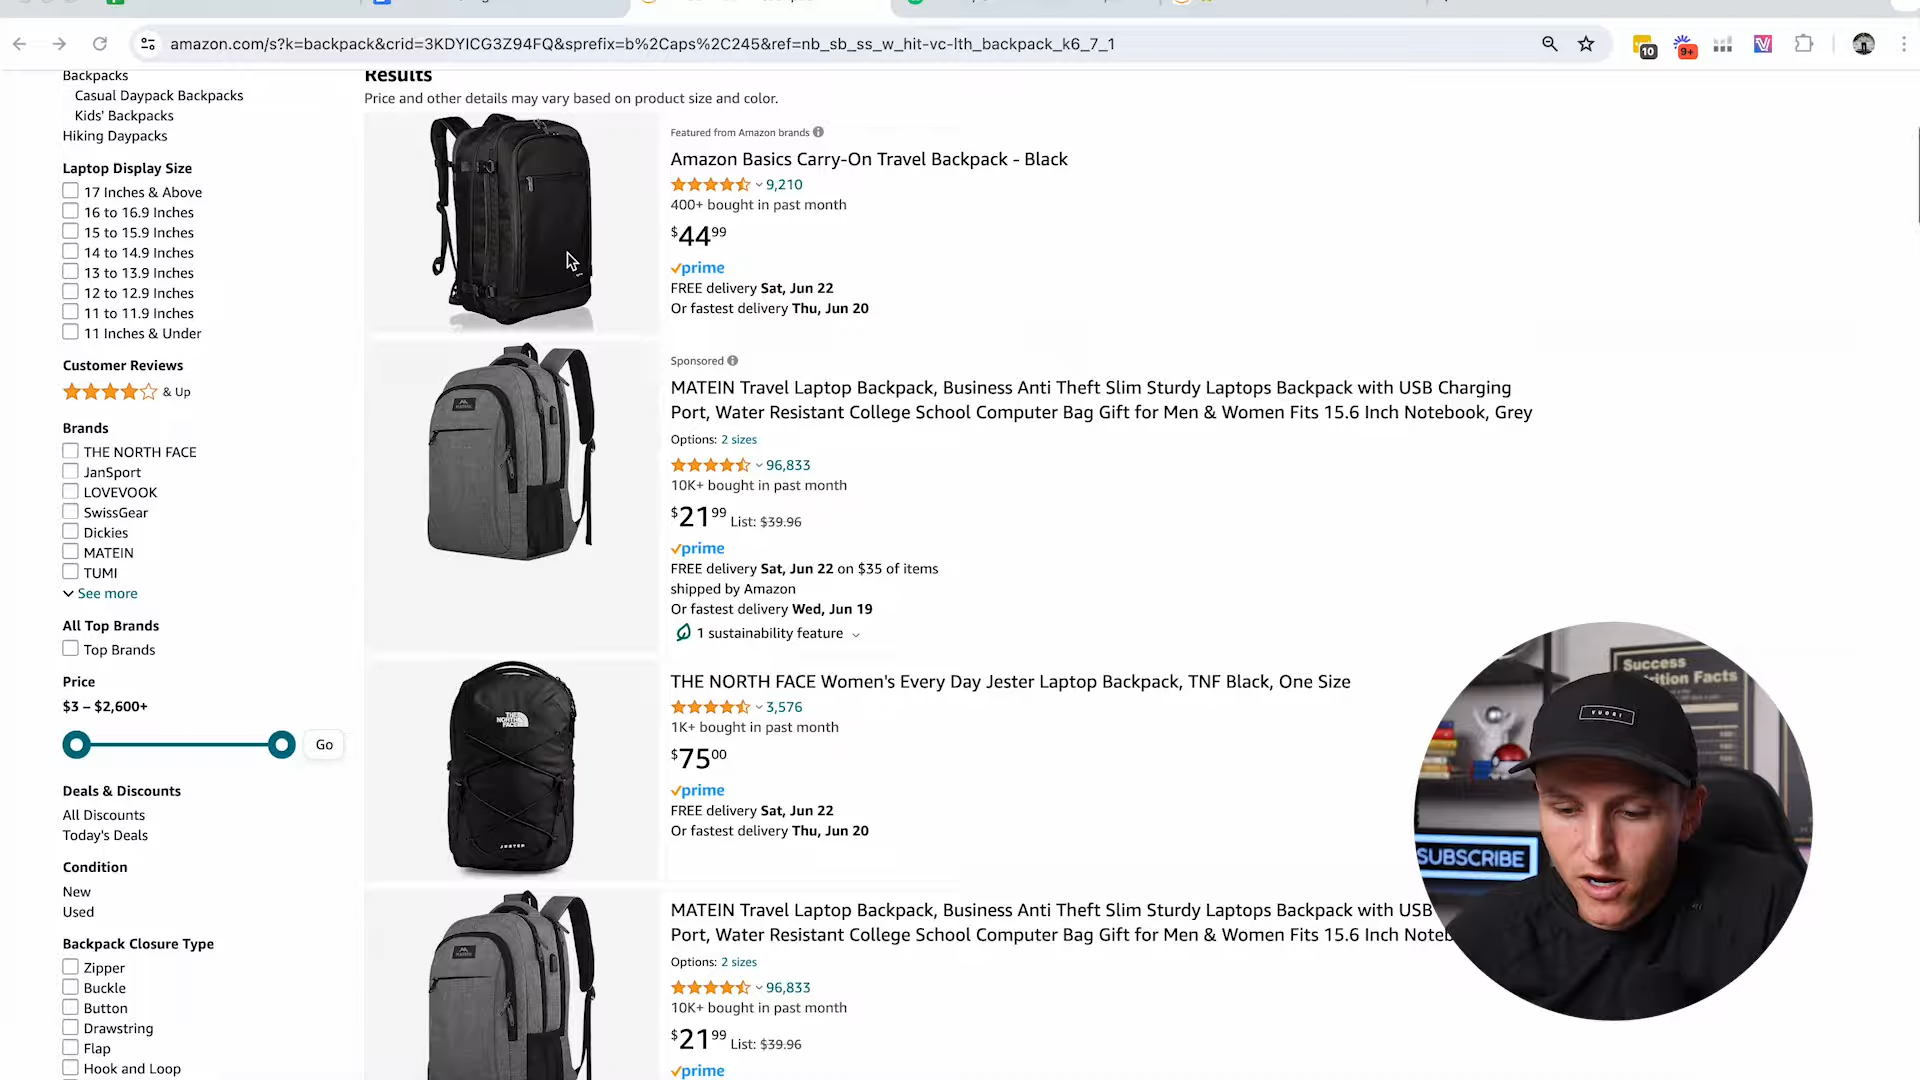 amazon.com/s?k=backpack&crid=3KDYICG3Z94FQ&sprefix=b%2Caps%2C245&ref=nb_sb_ss_w_hit-vc-lth_backpack_k6_7_1
10
9+
Backpacks
Casual Daypack Backpacks
Kids' Backpacks
Hiking Daypacks
Laptop Display Size
17 Inches & Above
16 to 16.9 Inches
15 to 15.9 Inches
14 to 14.9 Inches
13 to 13.9 Inches
12 to 12.9 Inches
11 to 11.9 Inches
11 Inches & Under
Customer Reviews
& Up
Brands
THE NORTH FACE
JanSport
LOVEVOOK
SwissGear
Dickies
MATEIN
TUMI
See more
All Top Brands
Top Brands
Price
$3 – $2,600+
Go
Deals & Discounts
All Discounts
Today's Deals
Condition
New
Used
Backpack Closure Type
Zipper
Buckle
Button
Drawstring
Flap
Hook and Loop
Results
Price and other details may vary based on product size and color.
Featured from Amazon brands
Amazon Basics Carry-On Travel Backpack - Black
9,210
400+ bought in past month
$44 99
prime
FREE delivery Sat, Jun 22
Or fastest delivery Thu, Jun 20
Sponsored
MATEIN Travel Laptop Backpack, Business Anti Theft Slim Sturdy Laptops Backpack with USB Charging
Port, Water Resistant College School Computer Bag Gift for Men & Women Fits 15.6 Inch Notebook, Grey
Options: 2 sizes
96,833
10K+ bought in past month
$21 99 List: $39.96
prime
FREE delivery Sat, Jun 22 on $35 of items
shipped by Amazon
Or fastest delivery Wed, Jun 19
1 sustainability feature
THE NORTH FACE
JESTER
THE NORTH FACE Women's Every Day Jester Laptop Backpack, TNF Black, One Size
3,576
1K+ bought in past month
$75 00
prime
FREE delivery Sat, Jun 22
Or fastest delivery Thu, Jun 20
MATEIN Travel Laptop Backpack, Business Anti Theft Slim Sturdy Laptops Backpack with USB
Port, Water Resistant College School Computer Bag Gift for Men & Women Fits 15.6 Inch Noteb
Options: 2 sizes
96,833
10K+ bought in past month
$21 99 List: $39.96
prime
Success
Facts
VUORI
SUBSCRIBE